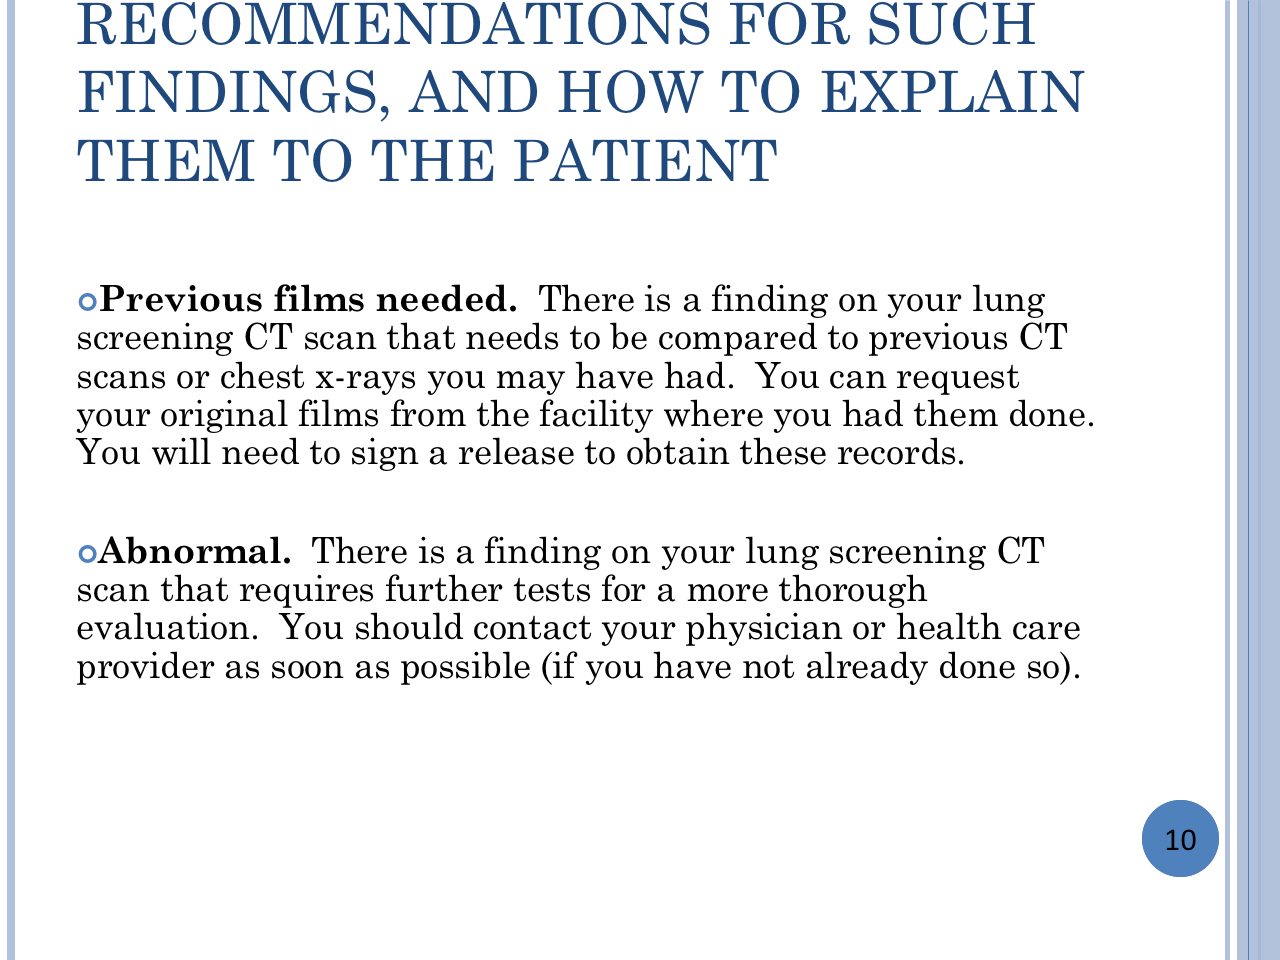 RECOMMENDATIONS FOR SUCH
FINDINGS, AND HOW TO EXPLAIN
THEM TO THE PATIENT
Previous films needed.  There is a finding on your lung
screening CT scan that needs to be compared to previous CT
scans or chest x-rays you may have had.  You can request
your original films from the facility where you had them done.
You will need to sign a release to obtain these records.
Abnormal.  There is a finding on your lung screening CT
scan that requires further tests for a more thorough
evaluation.  You should contact your physician or health care
provider as soon as possible (if you have not already done so).
10